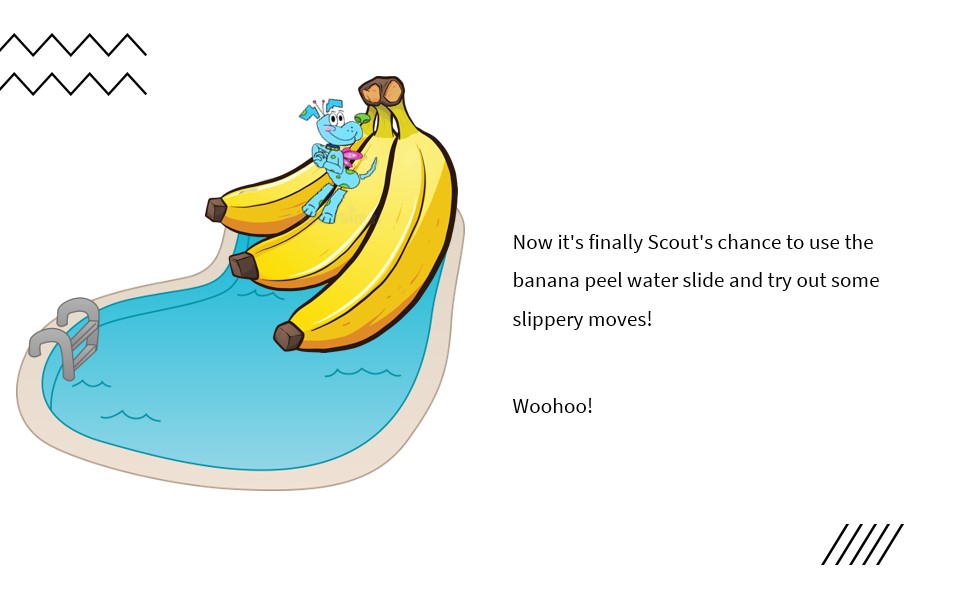 Now it's finally Scout's chance to use the
banana peel water slide and try out some
slippery moves!
Woohoo!